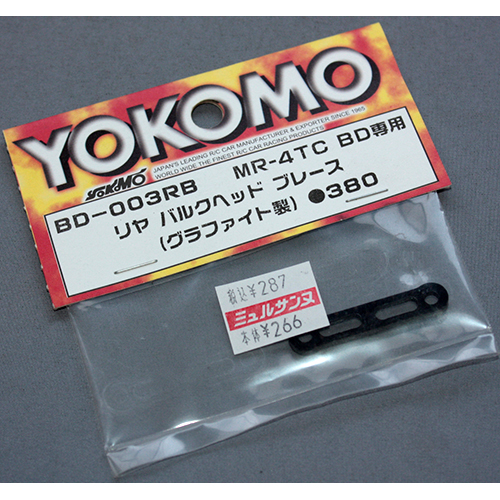 YOKOMO
JAPAN'S LEADING R/C CAR MANUFACTURER & EXPORTER SINCE 1965
WORLD WIDE THE FINEST R/C CAR RACING PRODUCTS
YOKOMO
BD-003RB MR-4TC BD専用
リヤ バルクヘッド ブレース
(グラファイト製) ●380
税込¥287
ミュルサンヌ
本体¥266